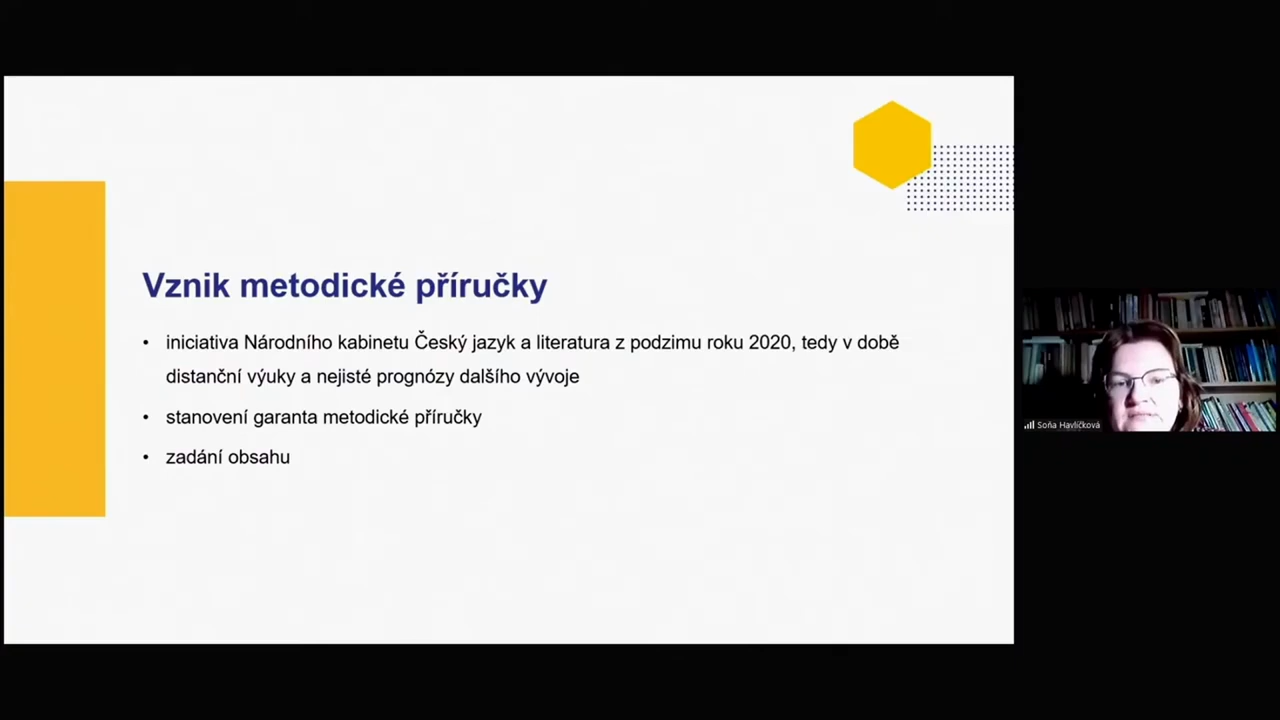 Vznik metodické příručky
• iniciativa Národního kabinetu Český jazyk a literatura z podzimu roku 2020, tedy v době
distanční výuky a nejisté prognózy dalšího vývoje
• stanovení garanta metodické příručky
• zadání obsahu
Soňa Havlíčková